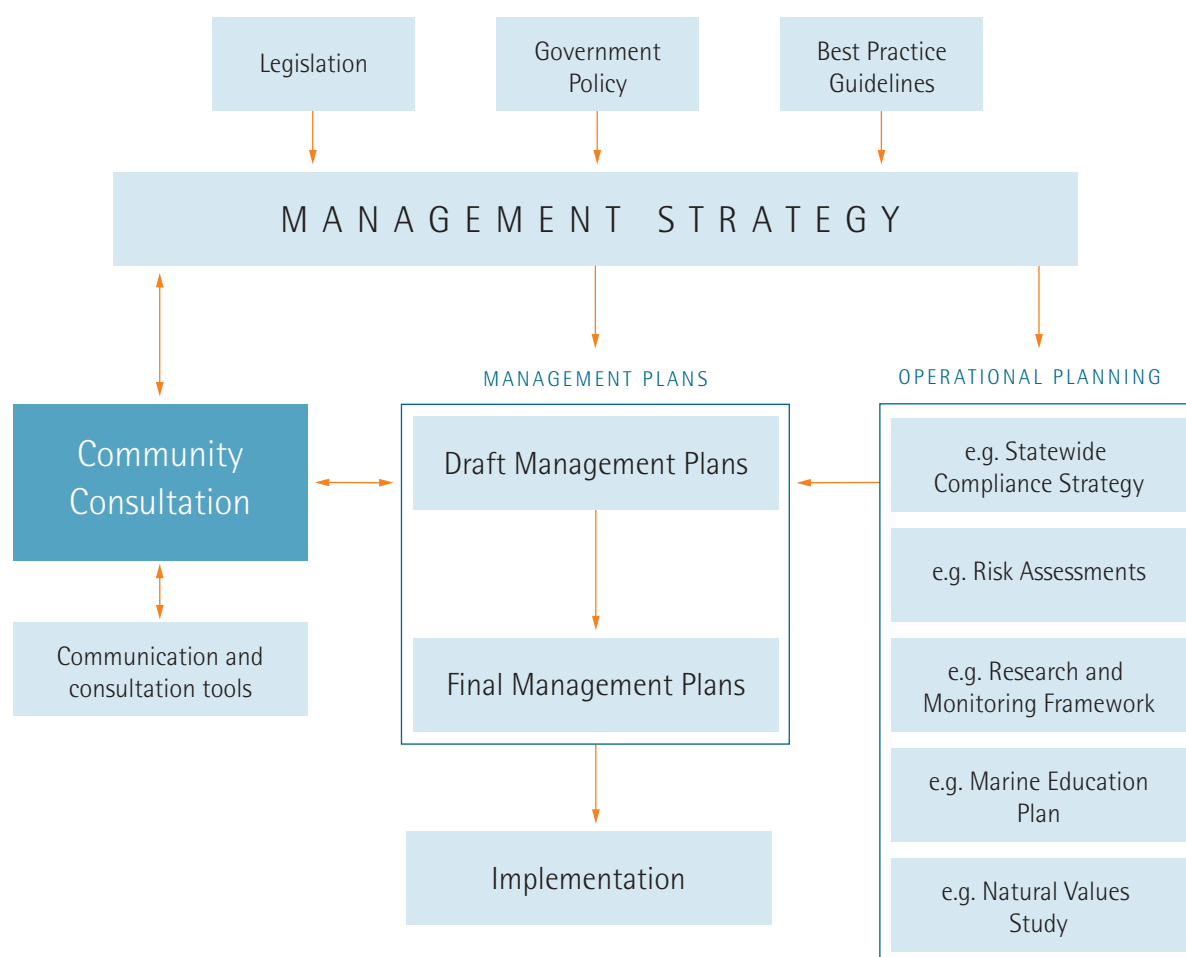 Legislation
Government
Policy
Best Practice
Guidelines
MANAGEMENT STRATEGY
MANAGEMENT PLANS
OPERATIONAL PLANNING
Community
Consultation
Communication and
consultation tools
Draft Management Plans
Final Management Plans
Implementation
e.g. Statewide
Compliance Strategy
e.g. Risk Assessments
e.g. Research and
Monitoring Framework
e.g. Marine Education
Plan
e.g. Natural Values
Study